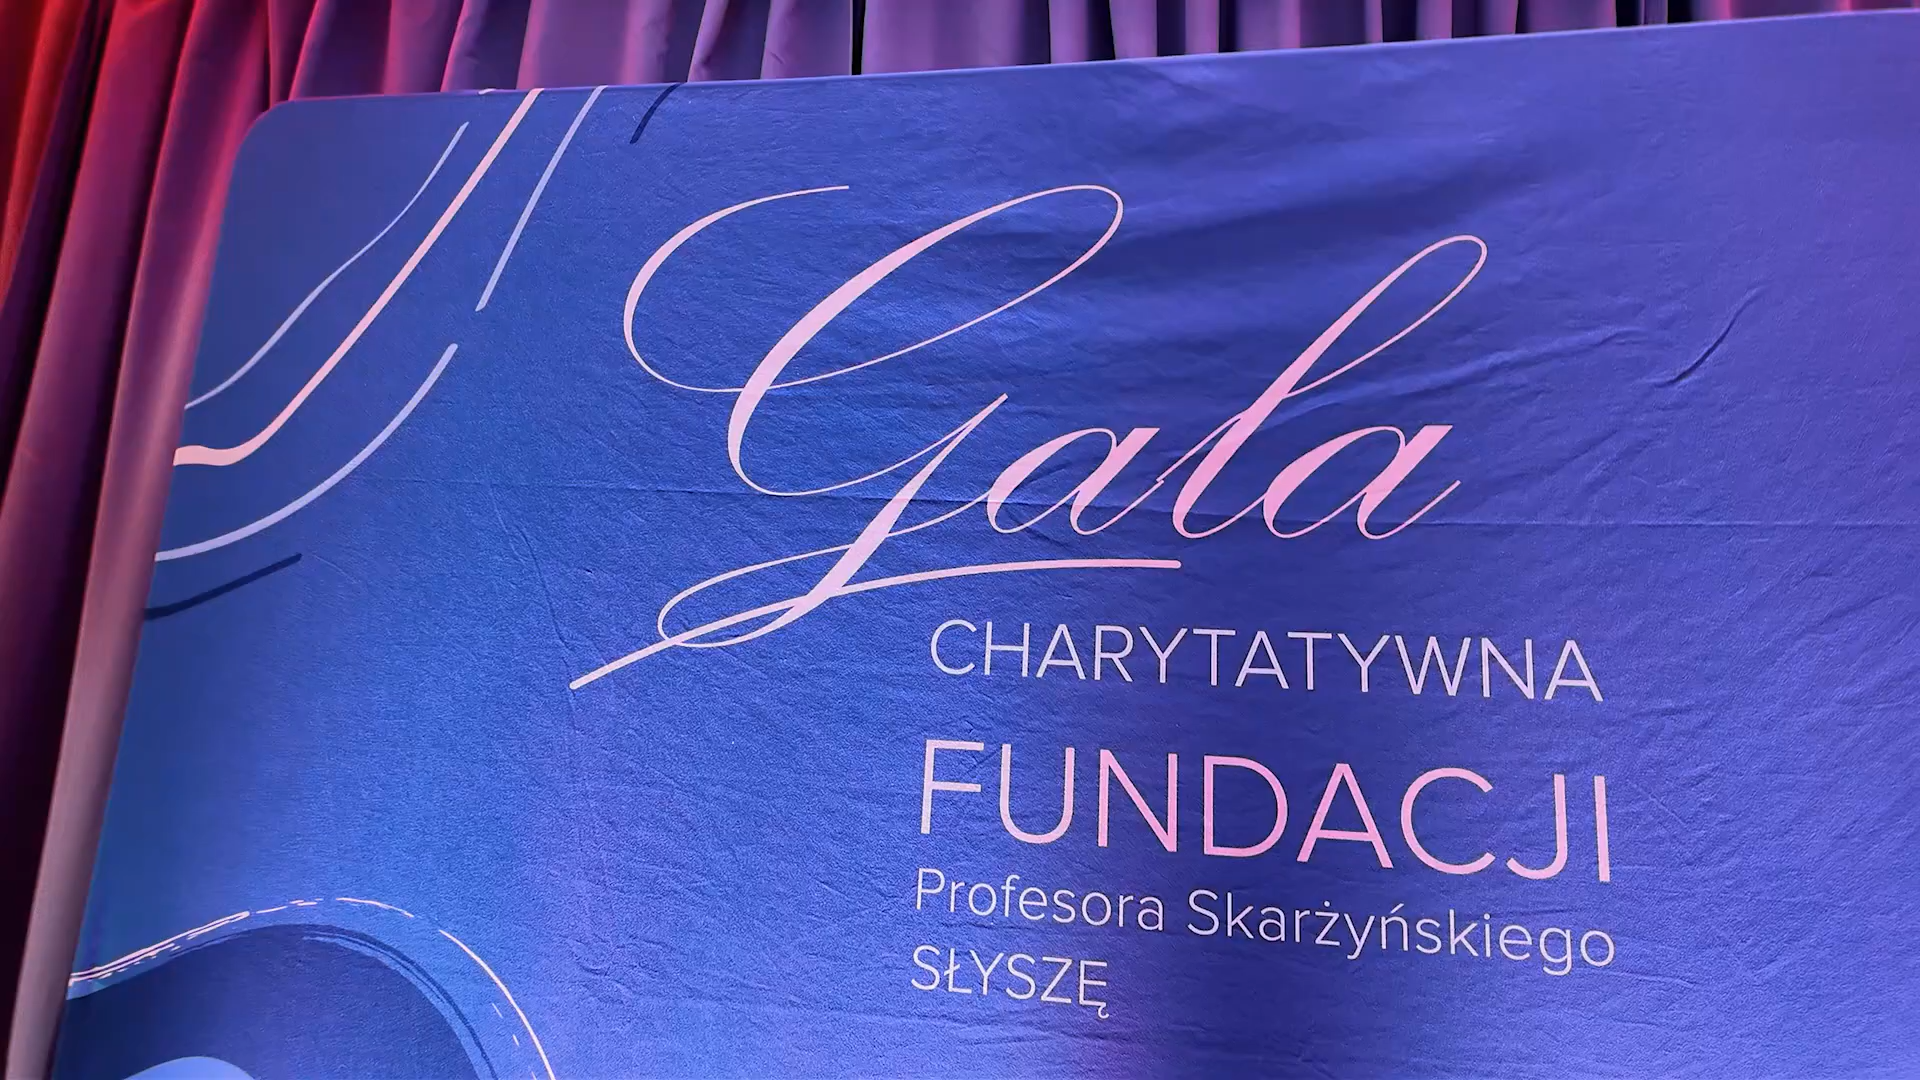 Gala
CHARYTATYWNA
FUNDACJI
Profesora Skarżyńskiego
SŁYSZĘ